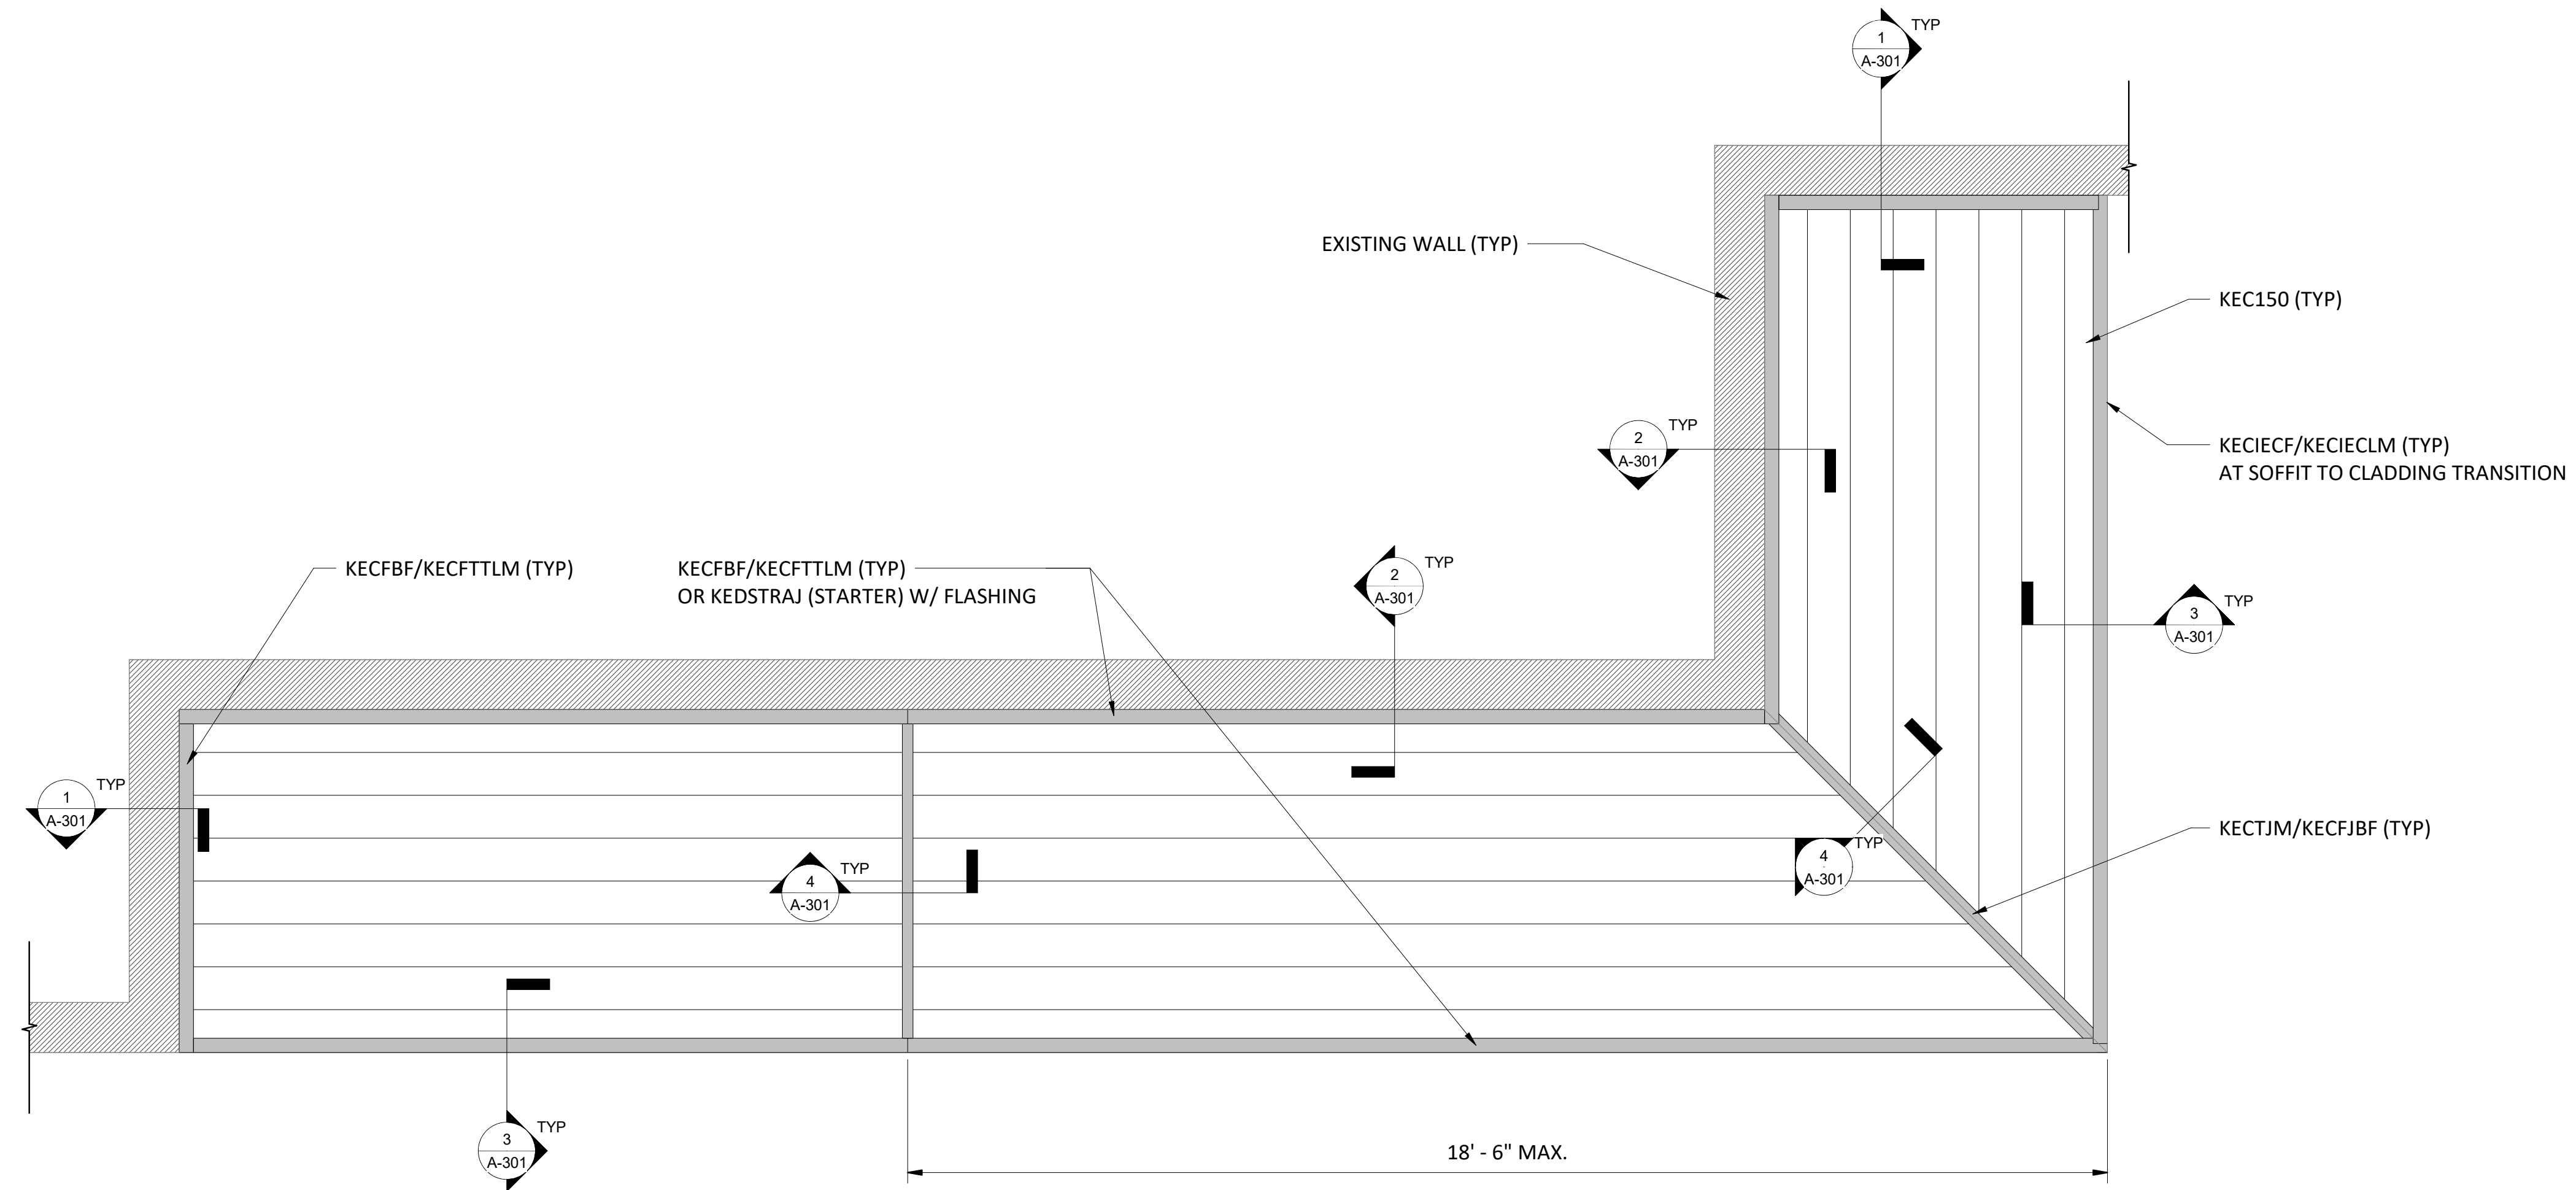 1
A-301
TYP
EXISTING WALL (TYP)
KEC150 (TYP)
2
A-301
TYP
KECIECF/KECIECLM (TYP)
AT SOFFIT TO CLADDING TRANSITION
KECFBF/KECFTTLM (TYP)
KECFBF/KECFTTLM (TYP)
OR KEDSTRAJ (STARTER) W/ FLASHING
2
A-301
TYP
3
A-301
TYP
1
A-301
TYP
4
A-301
TYP
4
A-301
TYP
KECTJM/KECFJBF (TYP)
3
A-301
TYP
18' - 6" MAX.